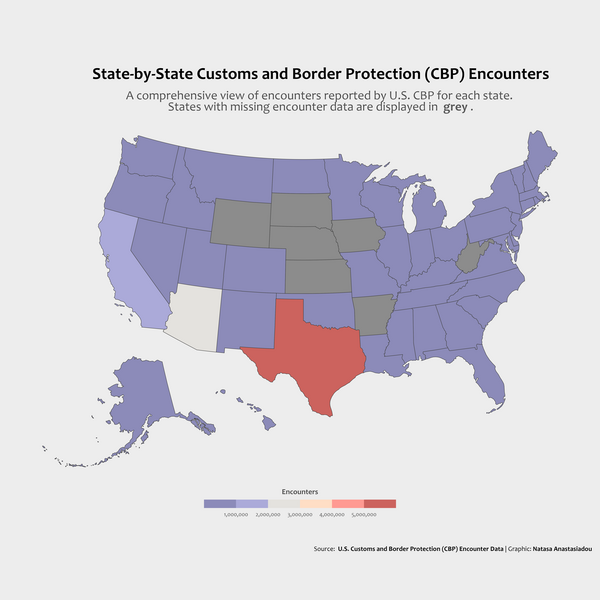 State-by-State Customs and Border Protection (CBP) Encounters
A comprehensive view of encounters reported by U.S. CBP for each state.
States with missing encounter data are displayed in grey .
Encounters
1,000,000 2,000,000 3,000,000 4,000,000 5,000,000
Source: U.S. Customs and Border Protection (CBP) Encounter Data | Graphic: Natasa Anastasiadou